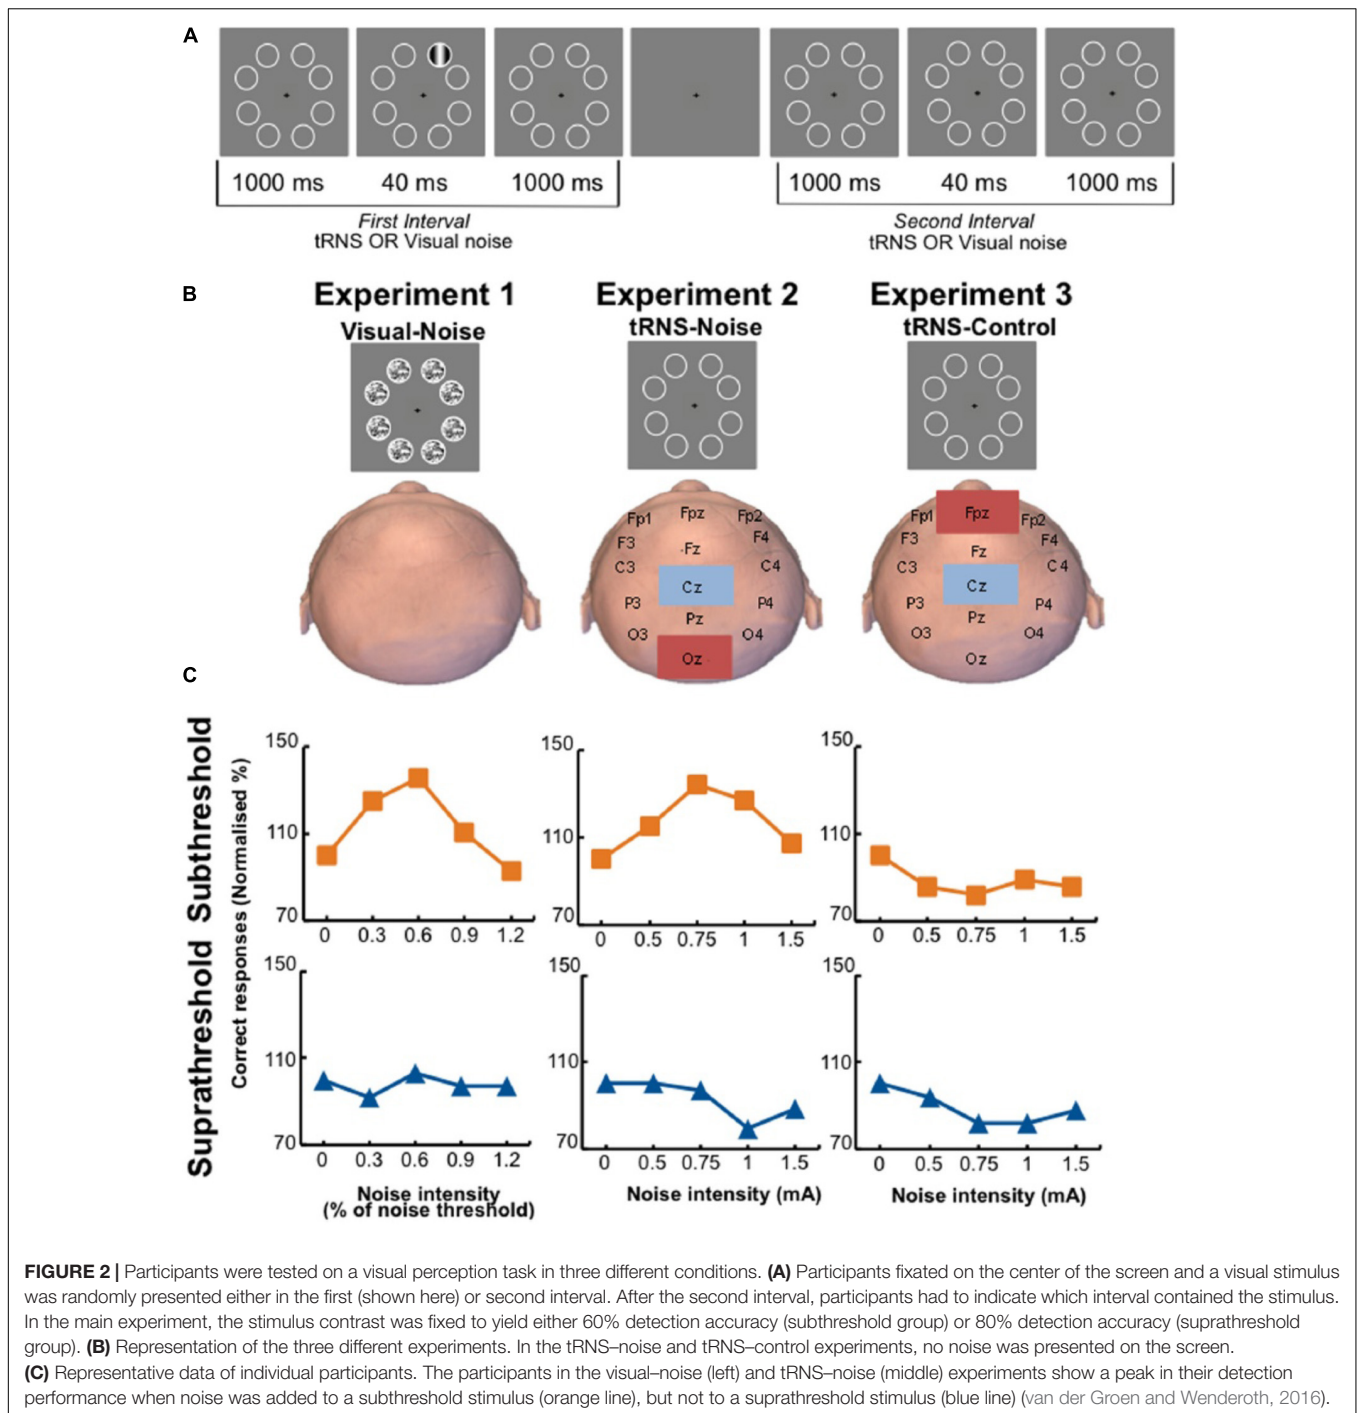 A
1000 ms 40 ms 1000 ms 1000 ms 40 ms 1000 ms
First Interval Second Interval
tRNS OR Visual noise tRNS OR Visual noise
B
Experiment 1 Experiment 2 Experiment 3
Visual-Noise tRNS-Noise tRNS-Control
Fp1 Fpz Fp2
F3 Fz F4
C3 Cz C4
P3 Pz P4
O3 Oz O4
Fp1 Fpz Fp2
F3 Fz F4
C3 Cz C4
P3 Pz P4
O3 Oz O4
C
Subthreshold
Suprathreshold
Correct responses (Normalised %)
150
110
70
0 0.3 0.6 0.9 1.2
150
110
70
0 0.5 0.75 1 1.5
150
110
70
0 0.5 0.75 1 1.5
150
110
70
0 0.3 0.6 0.9 1.2
Noise intensity
(% of noise threshold)
150
110
70
0 0.5 0.75 1 1.5
Noise intensity (mA)
150
110
70
0 0.5 0.75 1 1.5
Noise intensity (mA)
FIGURE 2 | Participants were tested on a visual perception task in three different conditions. (A) Participants fixated on the center of the screen and a visual stimulus
was randomly presented either in the first (shown here) or second interval. After the second interval, participants had to indicate which interval contained the stimulus.
In the main experiment, the stimulus contrast was fixed to yield either 60% detection accuracy (subthreshold group) or 80% detection accuracy (suprathreshold
group). (B) Representation of the three different experiments. In the tRNS–noise and tRNS–control experiments, no noise was presented on the screen.
(C) Representative data of individual participants. The participants in the visual–noise (left) and tRNS–noise (middle) experiments show a peak in their detection
performance when noise was added to a subthreshold stimulus (orange line), but not to a suprathreshold stimulus (blue line) (van der Groen and Wenderoth, 2016).